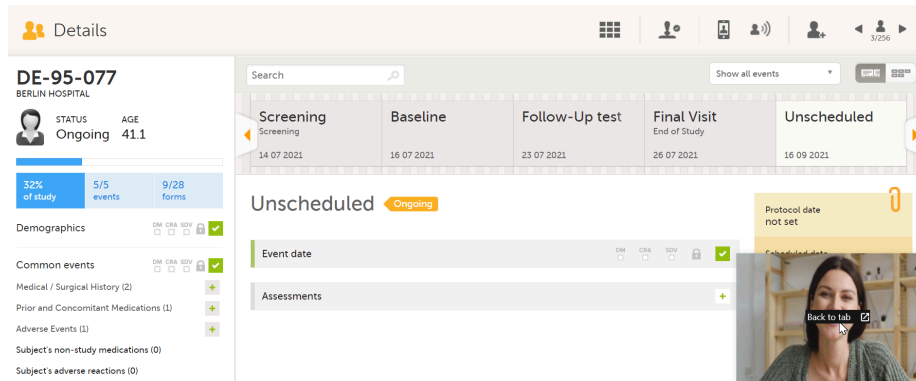 Details
3/256
DE-95-077
BERLIN HOSPITAL
STATUS
AGE
Ongoing
41.1
32%
of study
5/5
events
9/28
forms
Demographics
DM CRA SDV
Common events
DM CRA SDV
Medical / Surgical History (2)
Prior and Concomitant Medications (1)
Adverse Events (1)
Subject's non-study medications (0)
Subject's adverse reactions (0)
Search
Show all events
Screening
Screening
14 07 2021
Baseline
16 07 2021
Follow-Up test
23 07 2021
Final Visit
End of Study
26 07 2021
Unscheduled
16 09 2021
Unscheduled
Ongoing
Event date
DM CRA SDV
Assessments
Protocol date
not set
Scheduled date
Back to tab